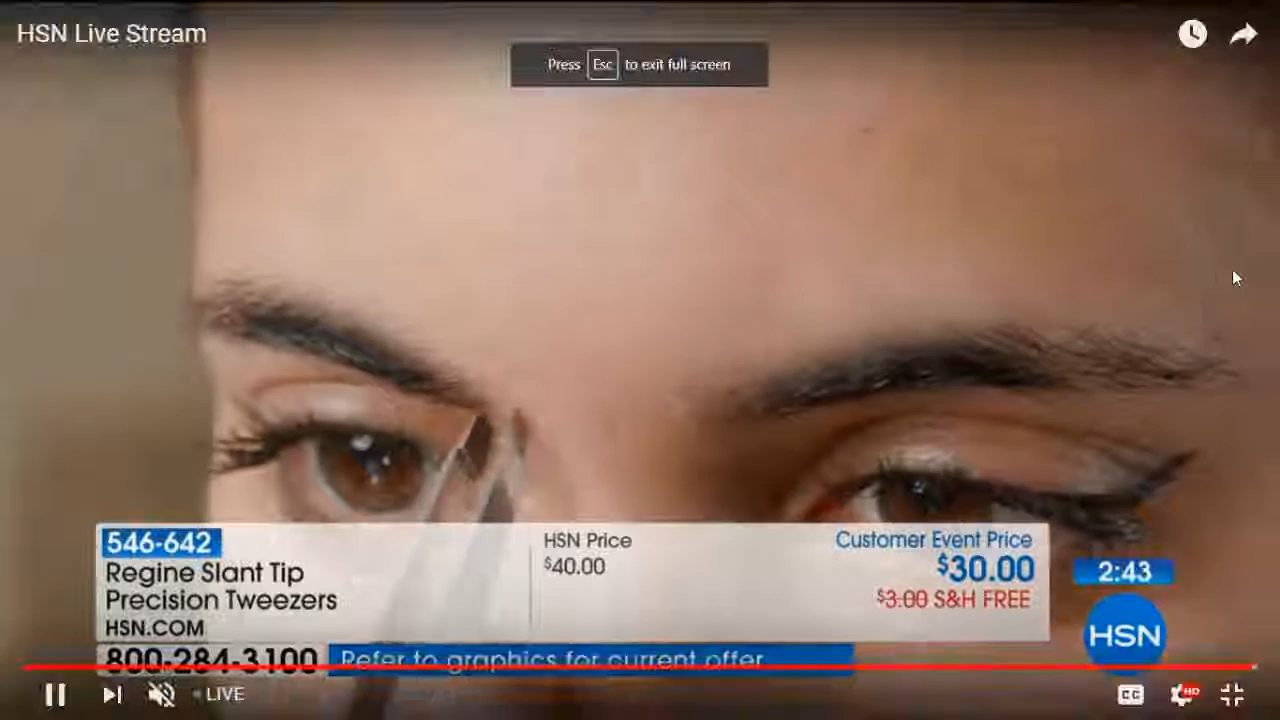 HSN Live Stream
Press Esc to exit full screen
546-642
Regine Slant Tip
Precision Tweezers
HSN.COM
HSN Price
$40.00
Customer Event Price
$30.00
$3.00 S&H FREE
2:43
HSN
800-284-3100
Refer to graphics for current offer
LIVE
CC
HD